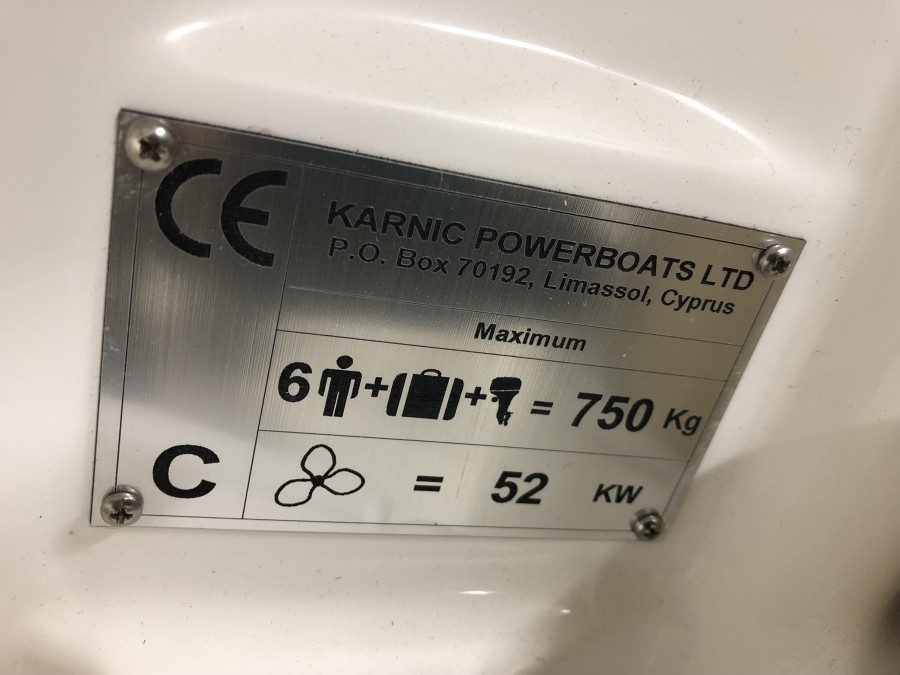 CE
KARNIC POWERBOATS LTD
P.O. Box 70192, Limassol, Cyprus
Maximum
6 + + = 750 Kg
C
= 52 KW